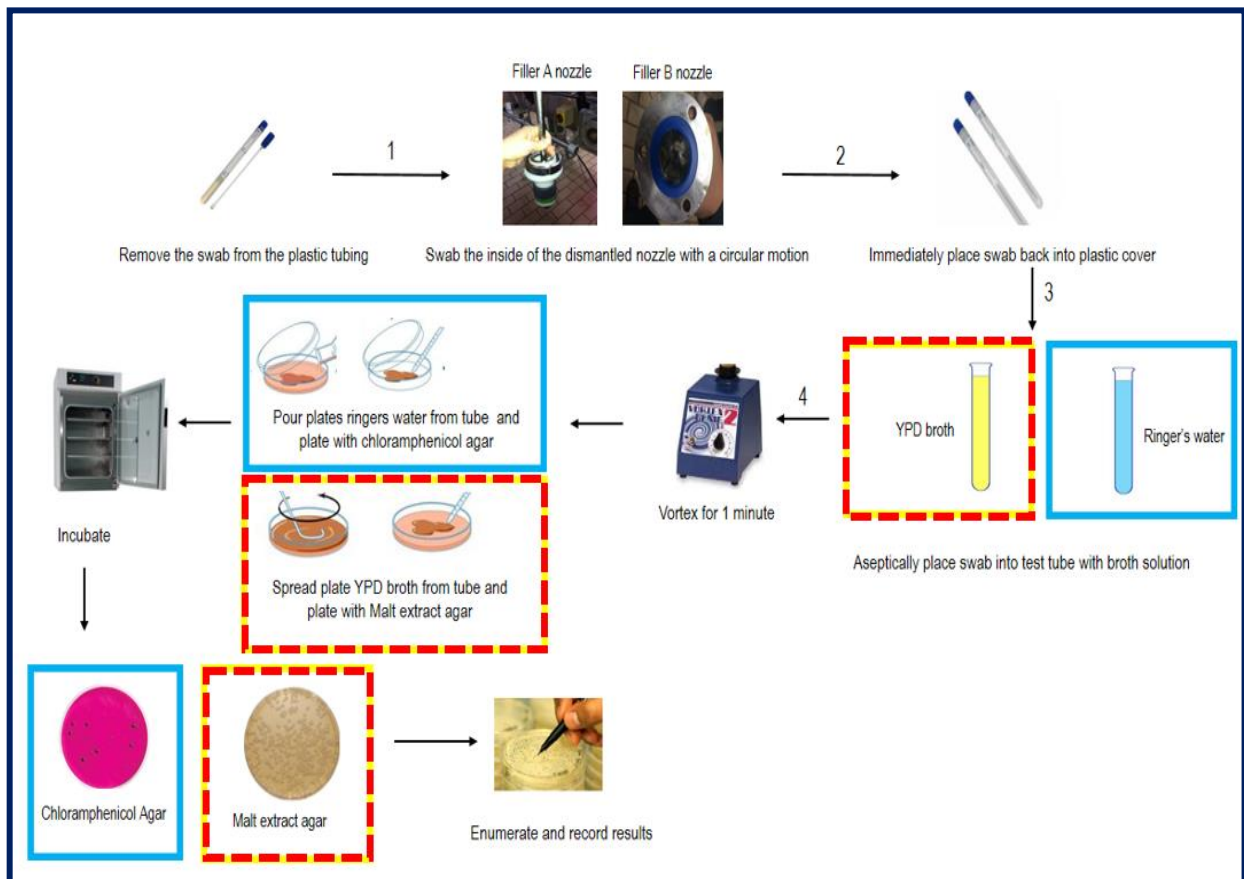 Filler A nozzle
Filler B nozzle
1
2
Remove the swab from the plastic tubing
Swab the inside of the dismantled nozzle with a circular motion
Immediately place swab back into plastic cover
3
YPD broth
Ringer's water
Aseptically place swab into test tube with broth solution
4
VORTEX
2
Vortex for 1 minute
Pour plates ringers water from tube and
plate with chloramphenicol agar
Spread plate YPD broth from tube and
plate with Malt extract agar
Incubate
Chloramphenicol Agar
Malt extract agar
Enumerate and record results